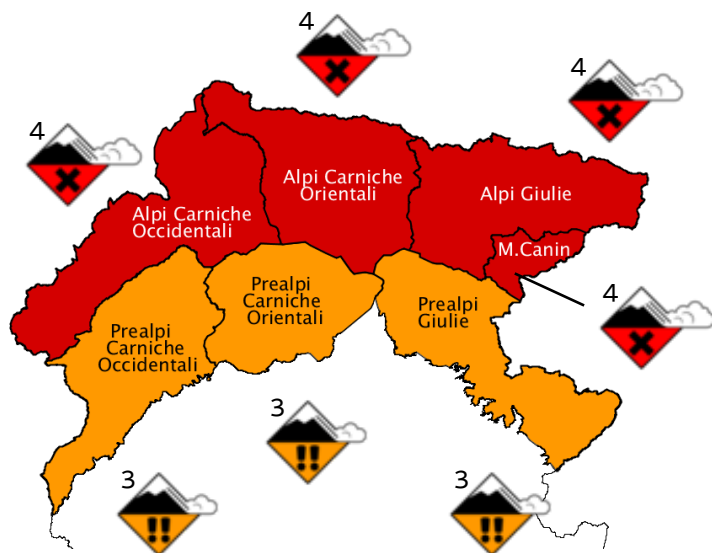 4
4
4
Alpi Carniche
Orientali
Alpi Giulie
Alpi Carniche
Occidentali
M.Canin
Prealpi
Carniche
Orientali
Prealpi
Giulie
4
Prealpi
Carniche
Occidentali
3
!!
3
!!
3
!!